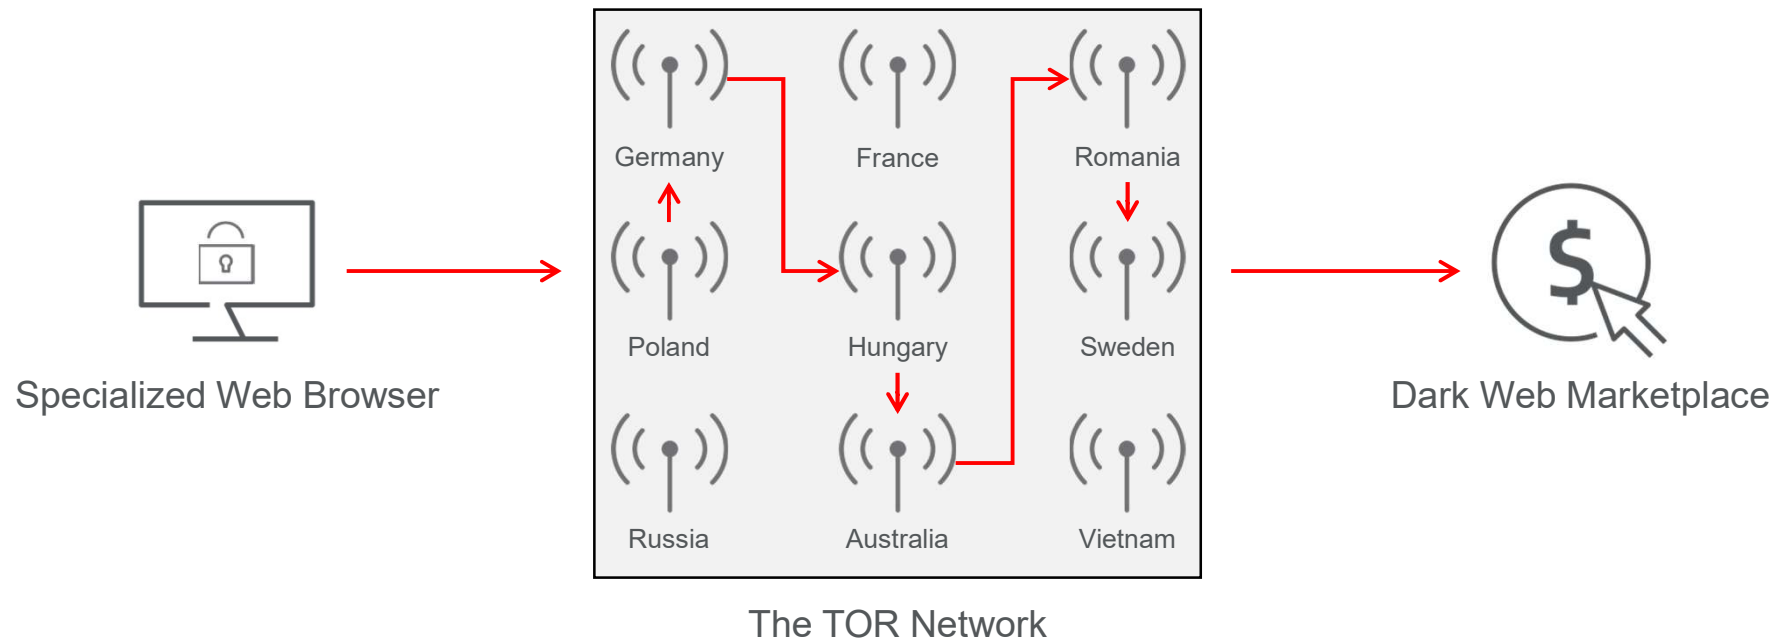 Germany
France
Romania
Poland
Hungary
Sweden
Specialized Web Browser
$
Dark Web Marketplace
Russia
Australia
Vietnam
The TOR Network